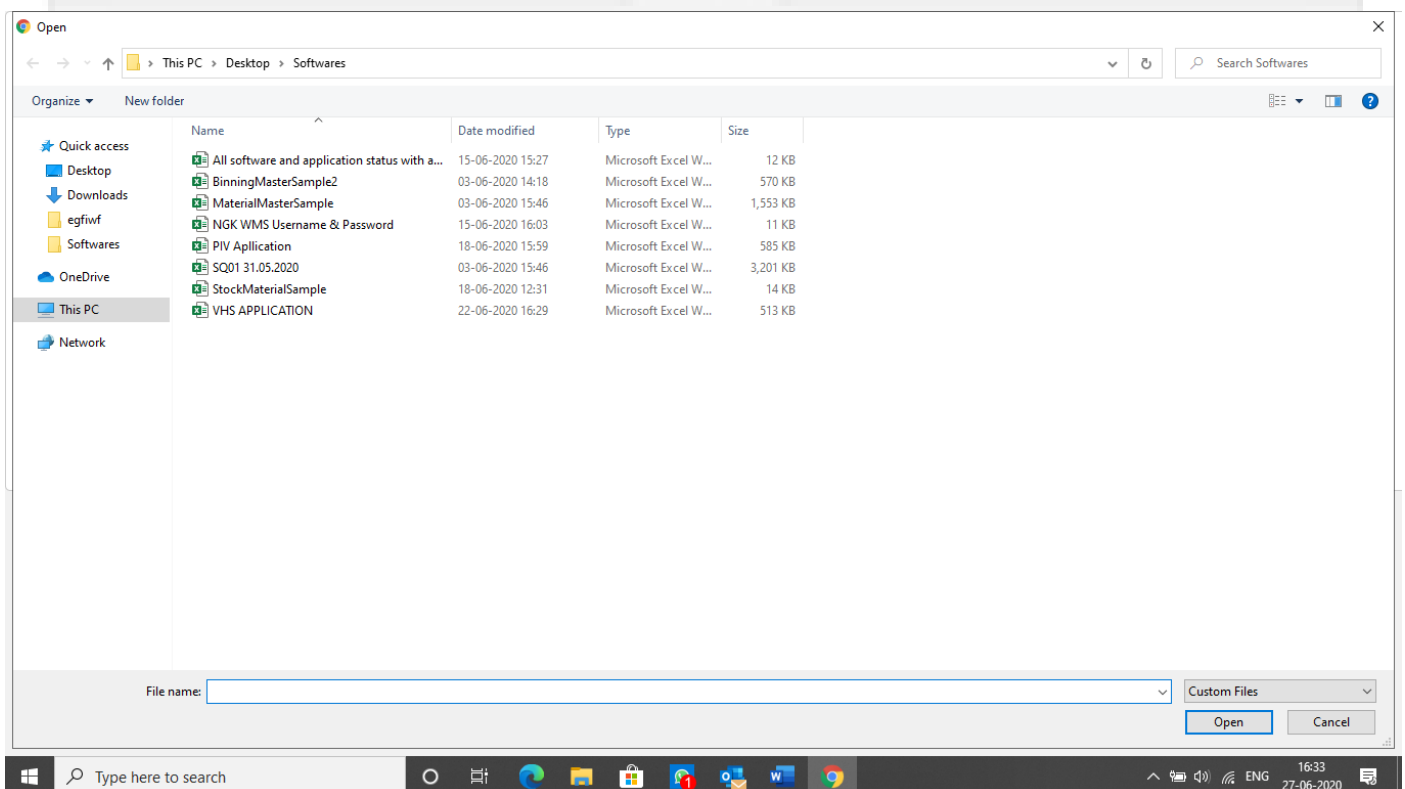 Open
This PC > Desktop > Softwares
Search Softwares
Organize
New folder
Name Date modified Type Size
Quick access
Desktop
Downloads
egfiwf
Softwares
OneDrive
This PC
Network
All software and application status with a... 15-06-2020 15:27 Microsoft Excel W... 12 KB
BinningMasterSample2 03-06-2020 14:18 Microsoft Excel W... 570 KB
MaterialMasterSample 03-06-2020 15:46 Microsoft Excel W... 1,553 KB
NGK WMS Username & Password 15-06-2020 16:03 Microsoft Excel W... 11 KB
PIV Apllication 18-06-2020 15:59 Microsoft Excel W... 585 KB
SQ01 31.05.2020 03-06-2020 15:46 Microsoft Excel W... 3,201 KB
StockMaterialSample 18-06-2020 12:31 Microsoft Excel W... 14 KB
VHS APPLICATION 22-06-2020 16:29 Microsoft Excel W... 513 KB
File name:
Custom Files
Open Cancel
Type here to search
1
ENG
16:33
27-06-2020